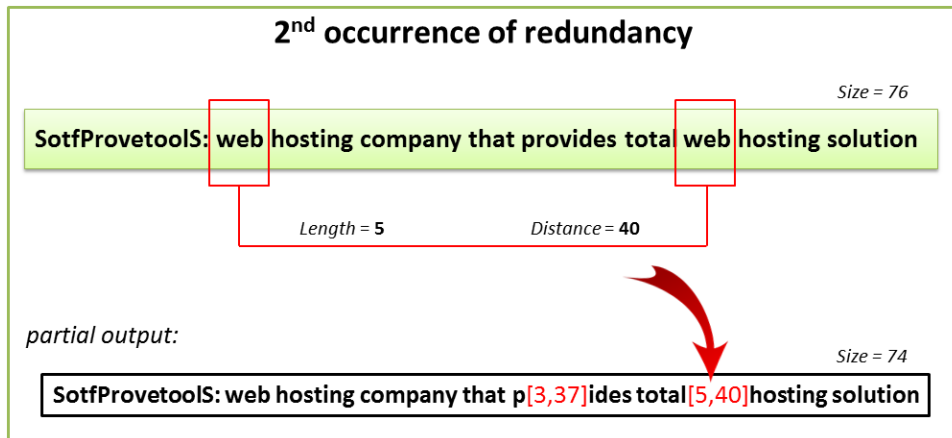 2nd occurrence of redundancy
Size = 76
SotfProvetoolS: web hosting company that provides total web hosting solution
Length = 5 Distance = 40
partial output:
Size = 74
SotfProvetoolS: web hosting company that p[3,37]ides total[5,40]hosting solution